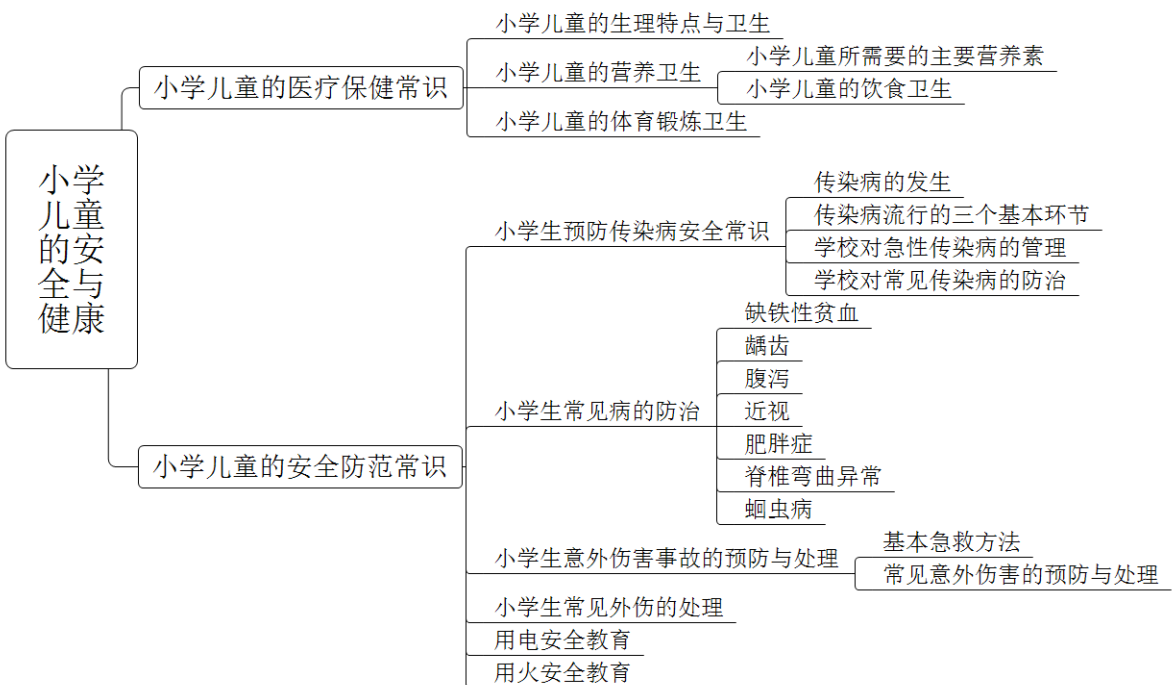 小学
儿童
的安
全与
健康
小学儿童的医疗保健常识
小学儿童的生理特点与卫生
小学儿童的营养卫生
小学儿童所需要的主要营养素
小学儿童的饮食卫生
小学儿童的体育锻炼卫生
小学儿童的安全防范常识
小学生预防传染病安全常识
传染病的发生
传染病流行的三个基本环节
学校对急性传染病的管理
学校对常见传染病的防治
小学生常见病的防治
缺铁性贫血
龋齿
腹泻
近视
肥胖症
脊椎弯曲异常
蛔虫病
小学生意外伤害事故的预防与处理
基本急救方法
常见意外伤害的预防与处理
小学生常见外伤的处理
用电安全教育
用火安全教育